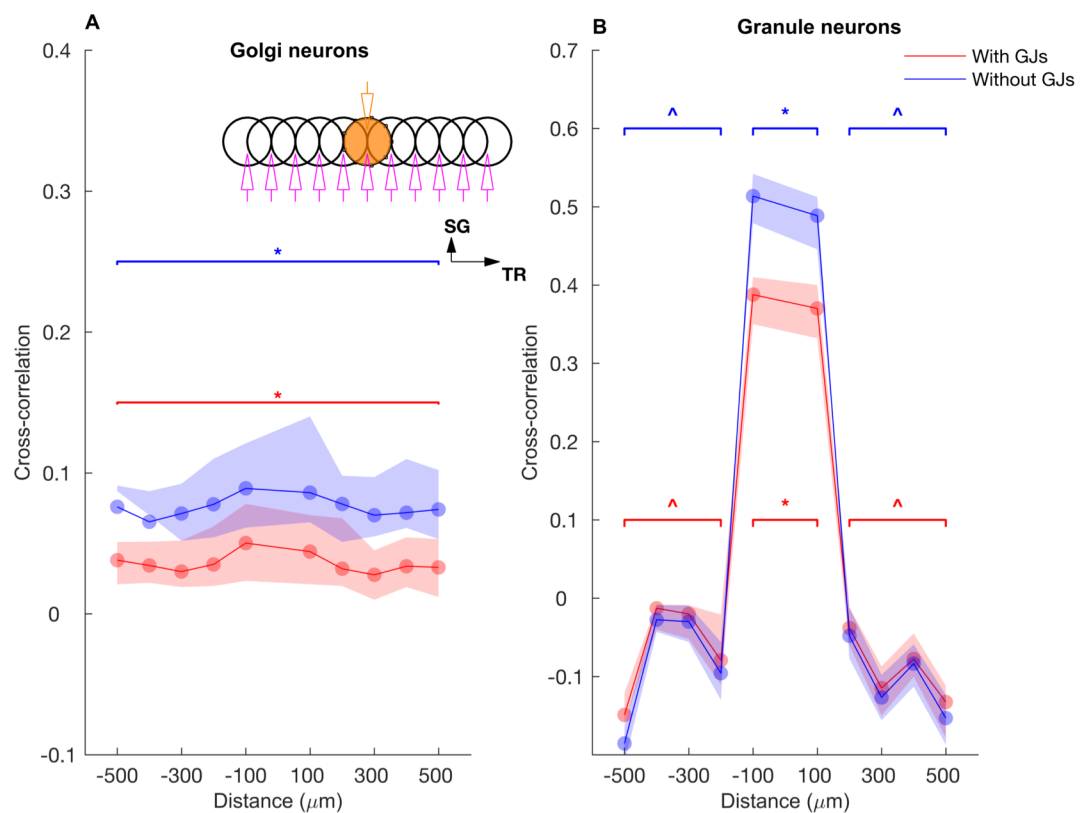 A
Golgi neurons
0.4
0.3
0.2
0.1
0
-0.1
Cross-correlation
SG
TR
*
*
-500
-300
-100
100
300
500
Distance (μm)
B
Granule neurons
With GJs
Without GJs
0.7
0.6
0.5
0.4
0.3
0.2
0.1
0
-0.1
Cross-correlation
^ * ^
^ * ^
-500
-300
-100
100
300
500
Distance (μm)